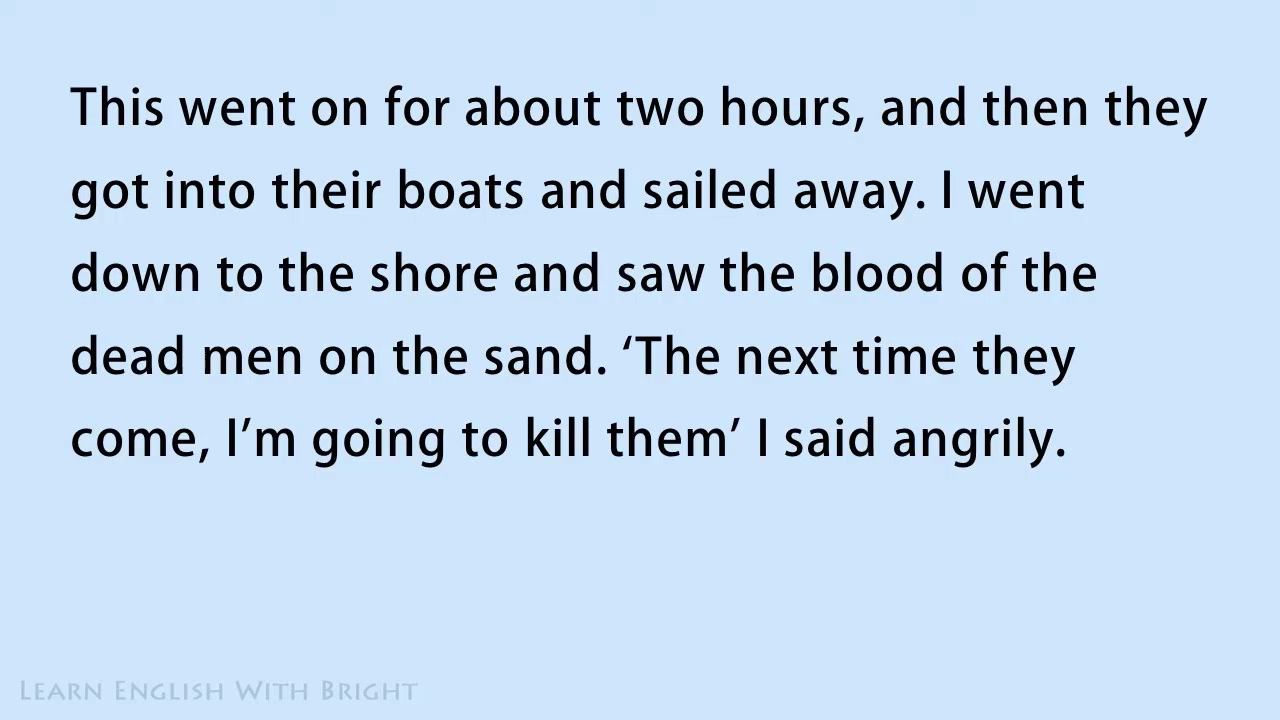 This went on for about two hours, and then they
got into their boats and sailed away. I went
down to the shore and saw the blood of the
dead men on the sand. ‘The next time they
come, I’m going to kill them’ I said angrily.
LEARN ENGLISH WITH BRIGHT